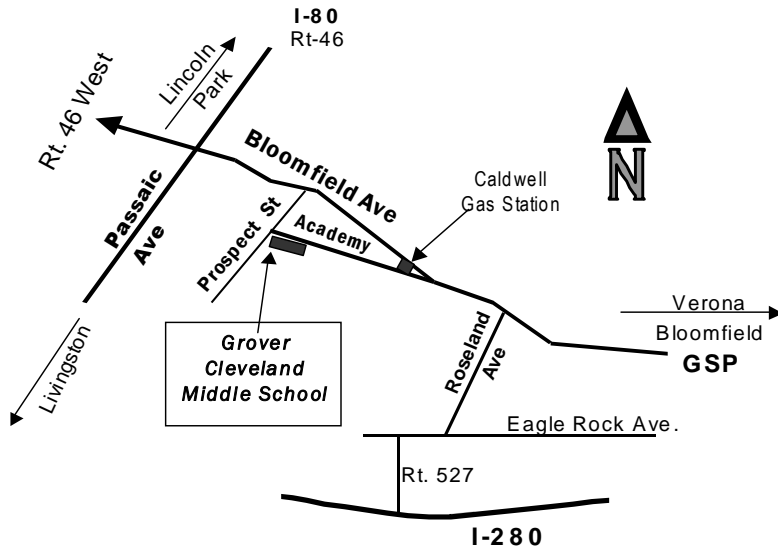 I-80
Rt-46
Lincoln
Park
Rt. 46 West
Bloomfield Ave
N
Caldwell
Gas Station
Passaic
Ave
Prospect St
Academy
Verona
Bloomfield
GSP
Livingston
Grover
Cleveland
Middle School
Roseland
Ave
Eagle Rock Ave.
Rt. 527
I-280